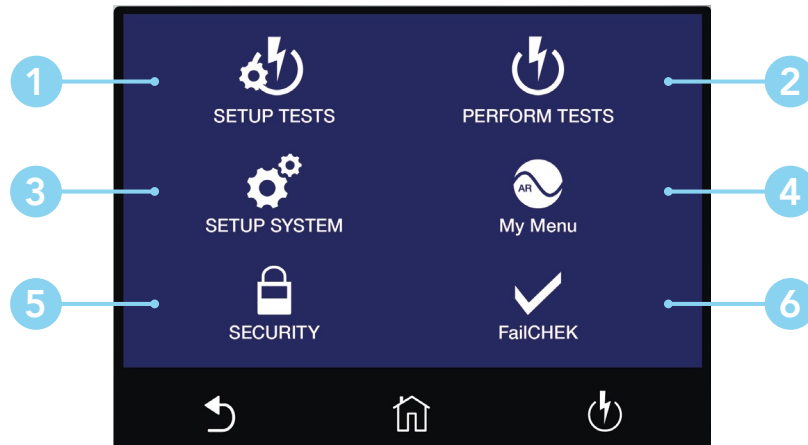 1
SETUP TESTS
2
PERFORM TESTS
3
SETUP SYSTEM
4
AR
My Menu
5
SECURITY
6
FailCHEK